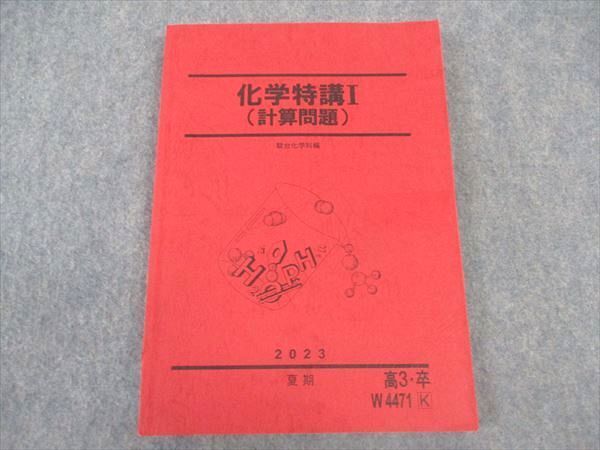 化学特講I
(計算問題)
駿台化学科編
2023
夏期
高3・卒
W4471 K